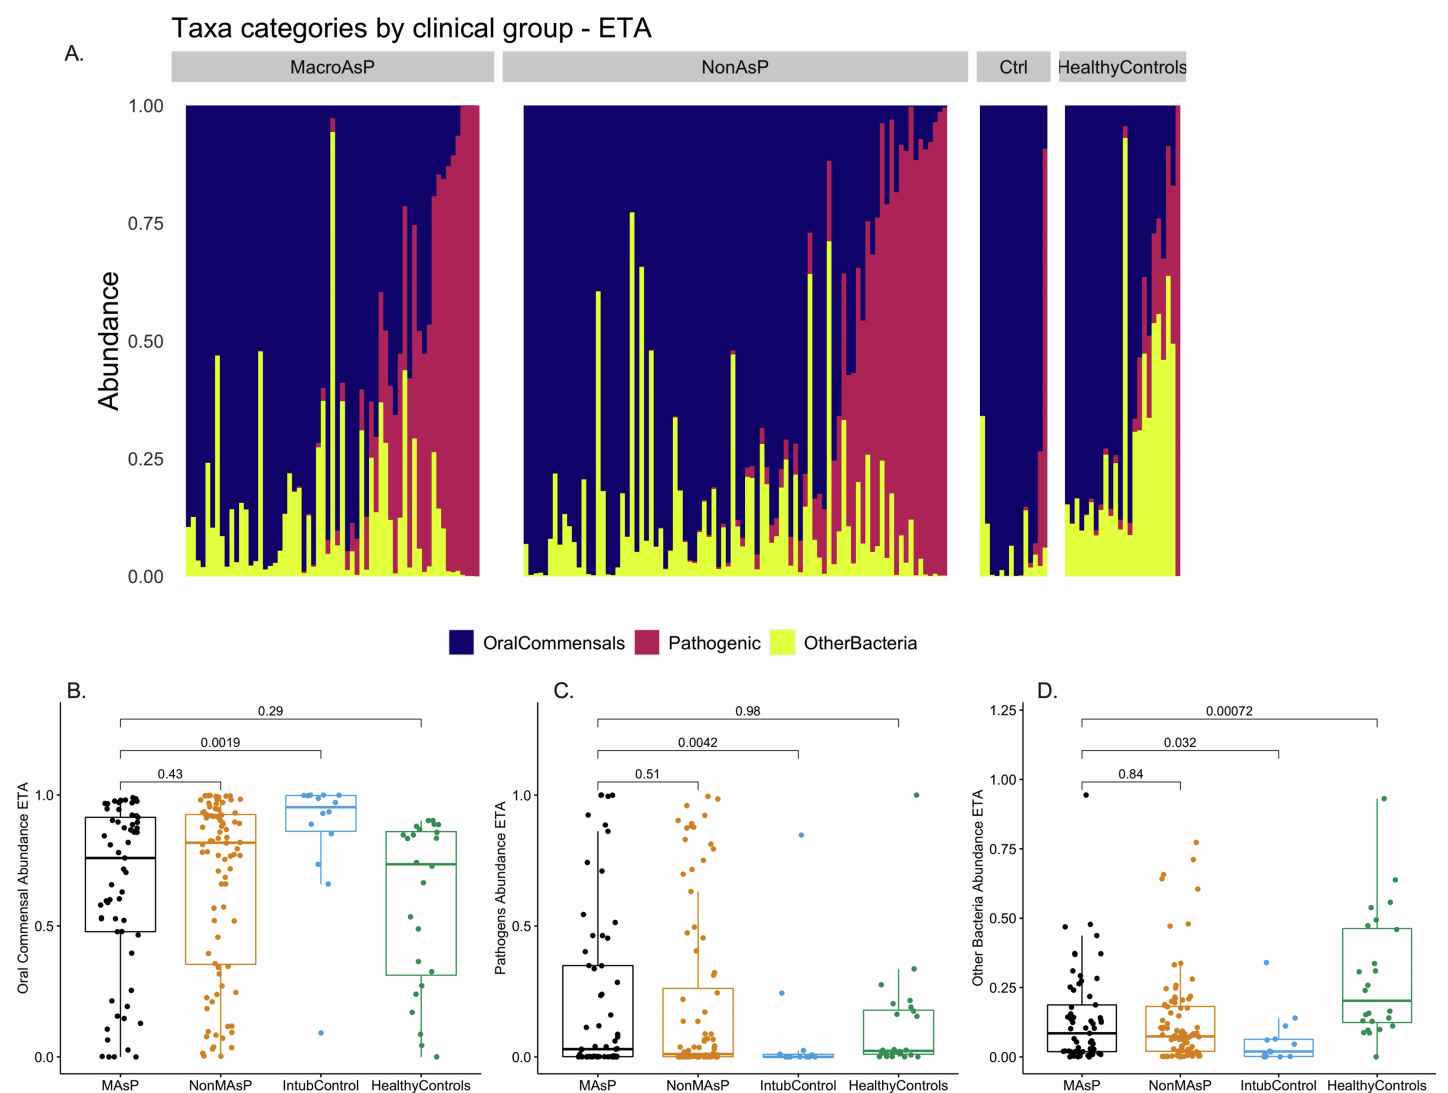 Taxa categories by clinical group - ETA
A.
MacroAsP NonAsP Ctrl HealthyControls
1.00
0.75
0.50
0.25
0.00
Abundance
OralCommensals Pathogenic OtherBacteria
B.
0.29
0.0019
0.43
1.0
0.5
0.0
Oral Commensal Abundance ETA
MAsP NonMAsP IntubControl HealthyControls
C.
0.98
0.0042
0.51
1.0
0.5
0.0
Pathogens Abundance ETA
MAsP NonMAsP IntubControl HealthyControls
D.
1.25
0.00072
0.032
1.00
0.84
0.75
0.50
0.25
0.00
Other Bacteria Abundance ETA
MAsP NonMAsP IntubControl HealthyControls